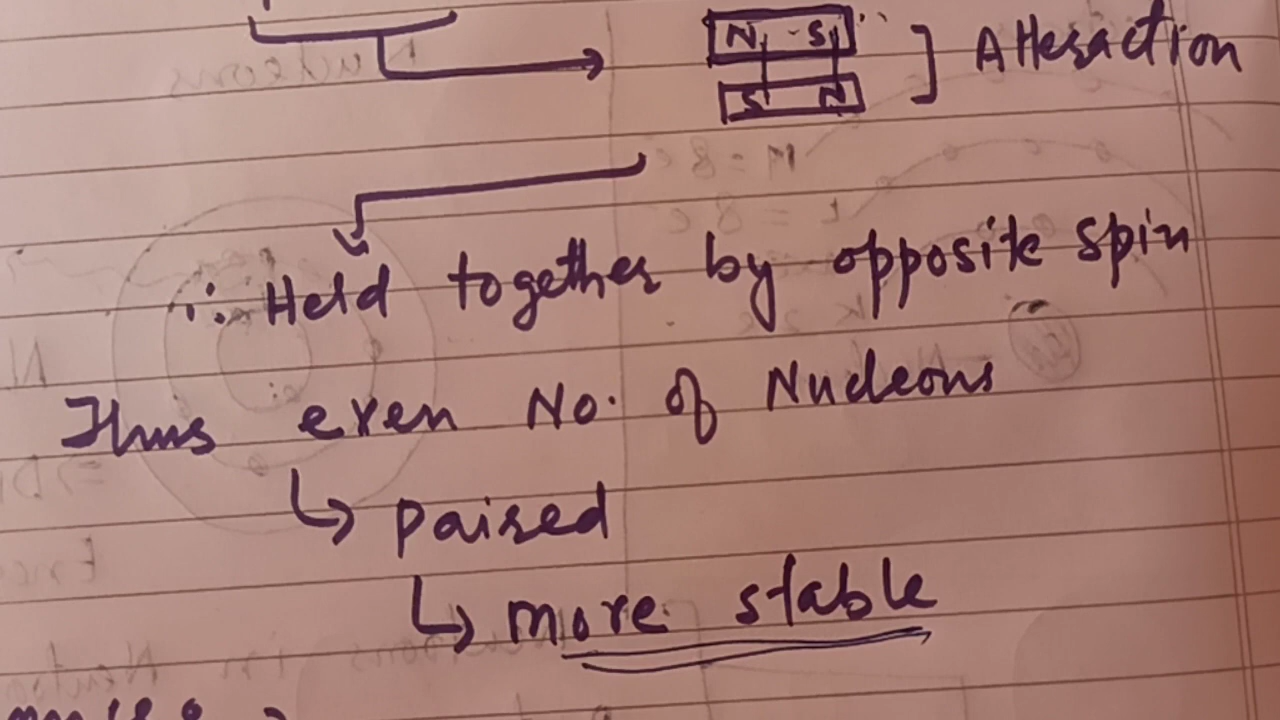 N S
S N
] Attraction
∴ Held together by opposite spin
Thus even No. of Nucleons
↳ paired
↳ more stable